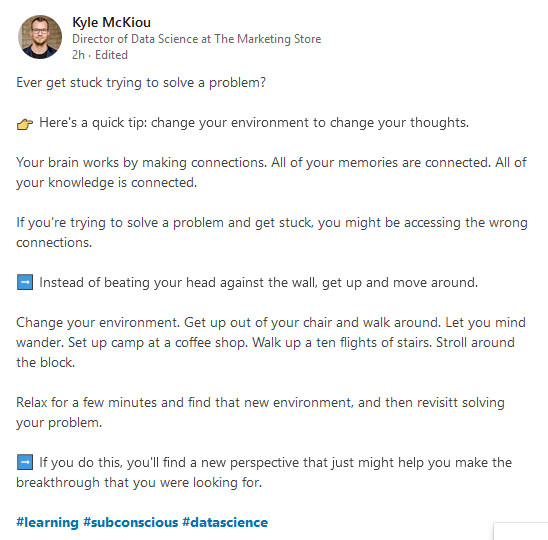 Kyle McKiou
Director of Data Science at The Marketing Store
2h · Edited
Ever get stuck trying to solve a problem?
👉 Here's a quick tip: change your environment to change your thoughts.
Your brain works by making connections. All of your memories are connected. All of
your knowledge is connected.
If you're trying to solve a problem and get stuck, you might be accessing the wrong
connections.
➡ Instead of beating your head against the wall, get up and move around.
Change your environment. Get up out of your chair and walk around. Let you mind
wander. Set up camp at a coffee shop. Walk up a ten flights of stairs. Stroll around
the block.
Relax for a few minutes and find that new environment, and then revisitt solving
your problem.
➡ If you do this, you'll find a new perspective that just might help you make the
breakthrough that you were looking for.
#learning #subconscious #datascience